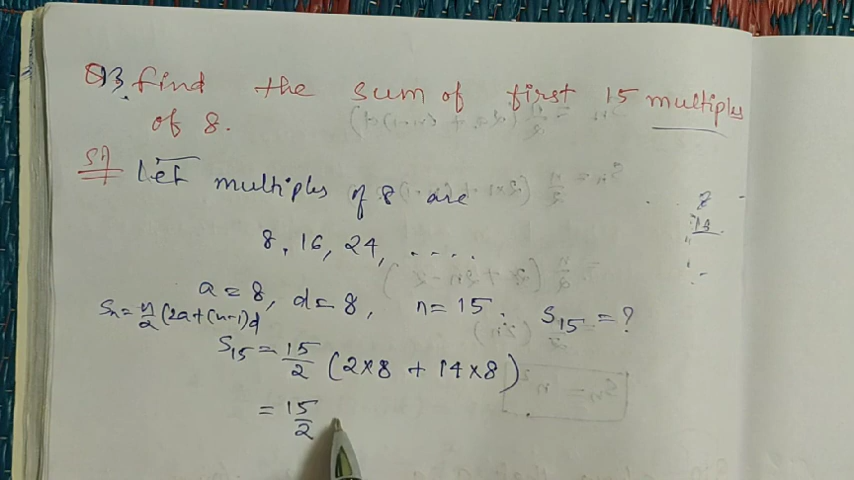 Q13. Find the sum of first 15 multiples
of 8.
Sol Let multiples of 8 are
8, 16, 24, ....
a = 8, d = 8, n = 15. S15 = ?
Sn = n/2 (2a+(n-1)d
S15 = 15/2 (2×8 + 14×8)
= 15/2